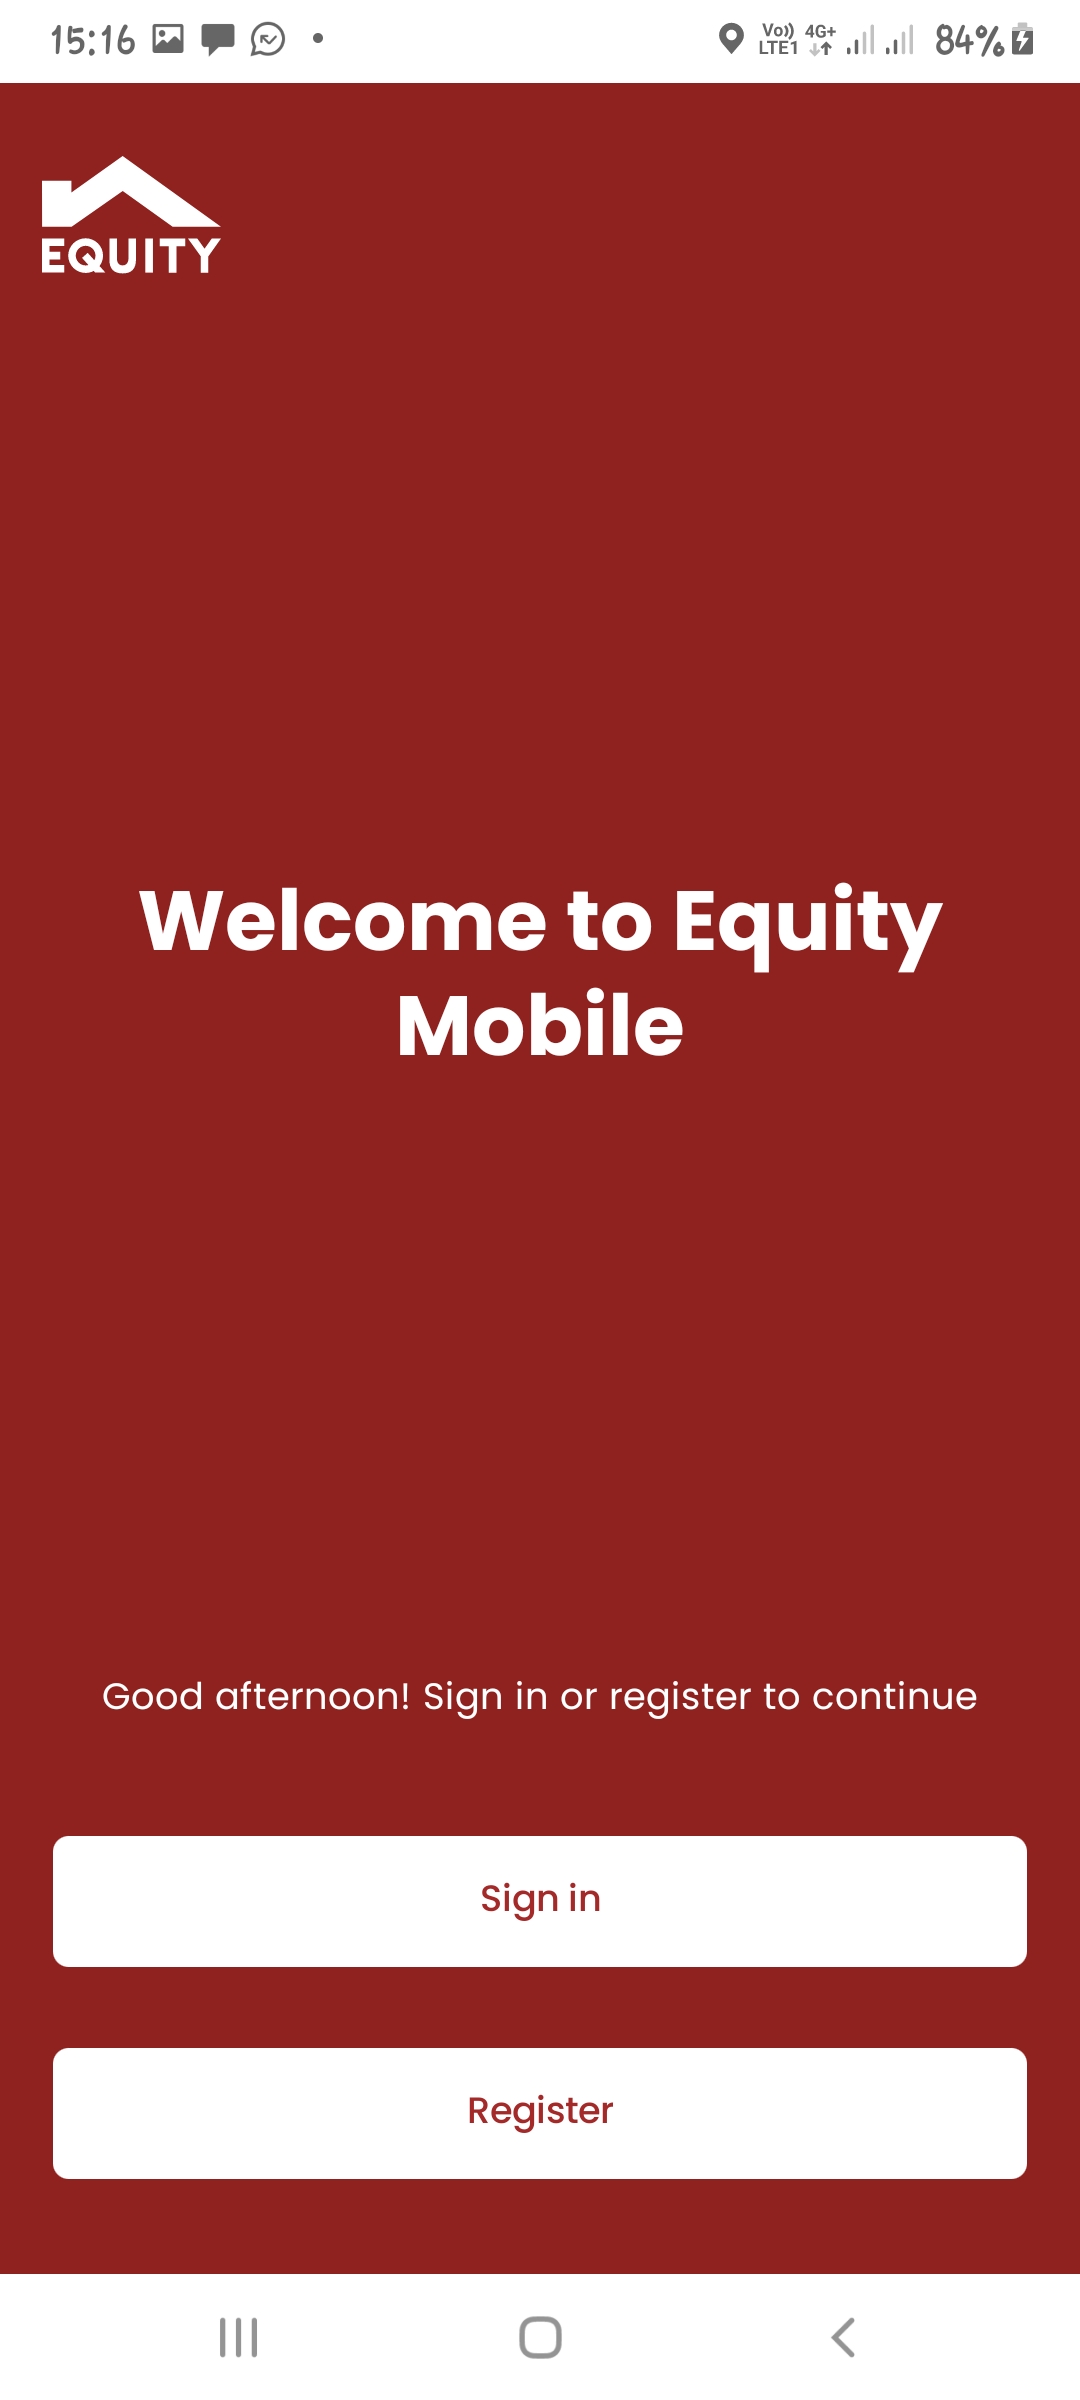 15:16
Vo)) 4G+ 84%
LTE1
EQUITY
Welcome to Equity
Mobile
Good afternoon! Sign in or register to continue
Sign in
Register